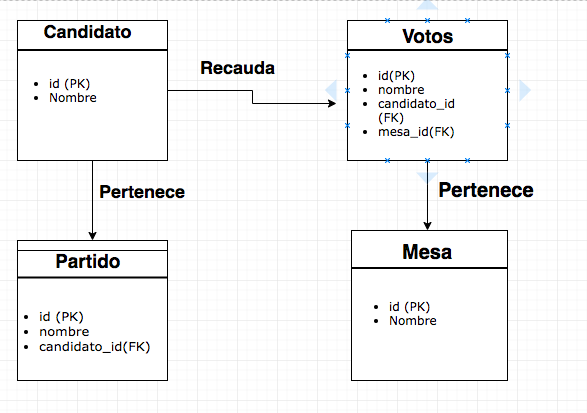 Candidato
id (PK)
Nombre
Recauda
Votos
id(PK)
nombre
candidato_id
(FK)
mesa_id(FK)
Pertenece
Pertenece
Partido
id (PK)
nombre
candidato_id(FK)
Mesa
id (PK)
Nombre